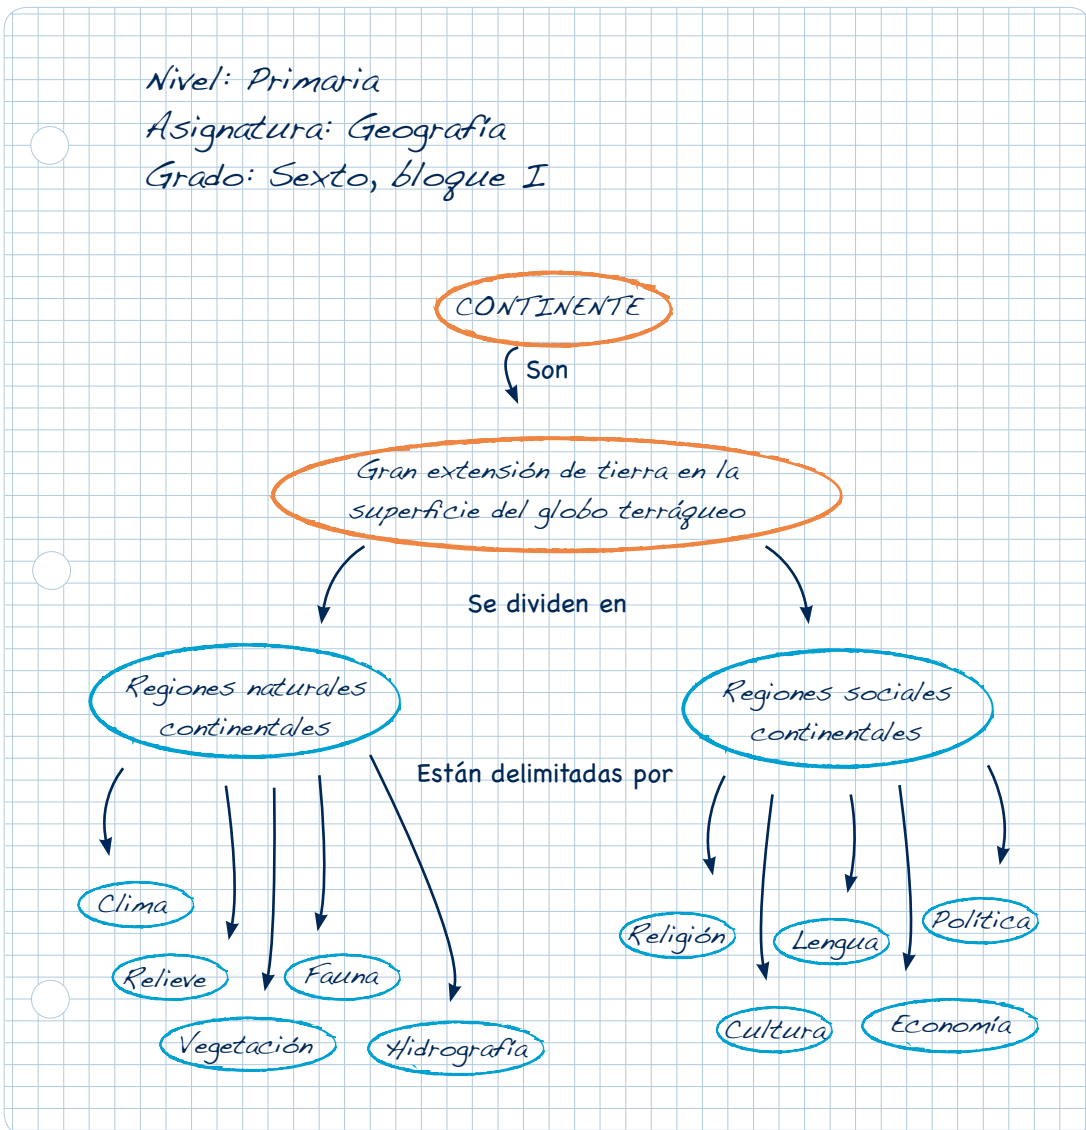 Nivel: Primaria
Asignatura: Geografía
Grado: Sexto, bloque I
CONTINENTE
Son
Gran extensión de tierra en la
superficie del globo terráqueo
Se dividen en
Regiones naturales
continentales
Regiones sociales
continentales
Están delimitadas por
Clima
Relieve
Vegetación
Fauna
Hidrografía
Religión
Cultura
Lengua
Economía
Política